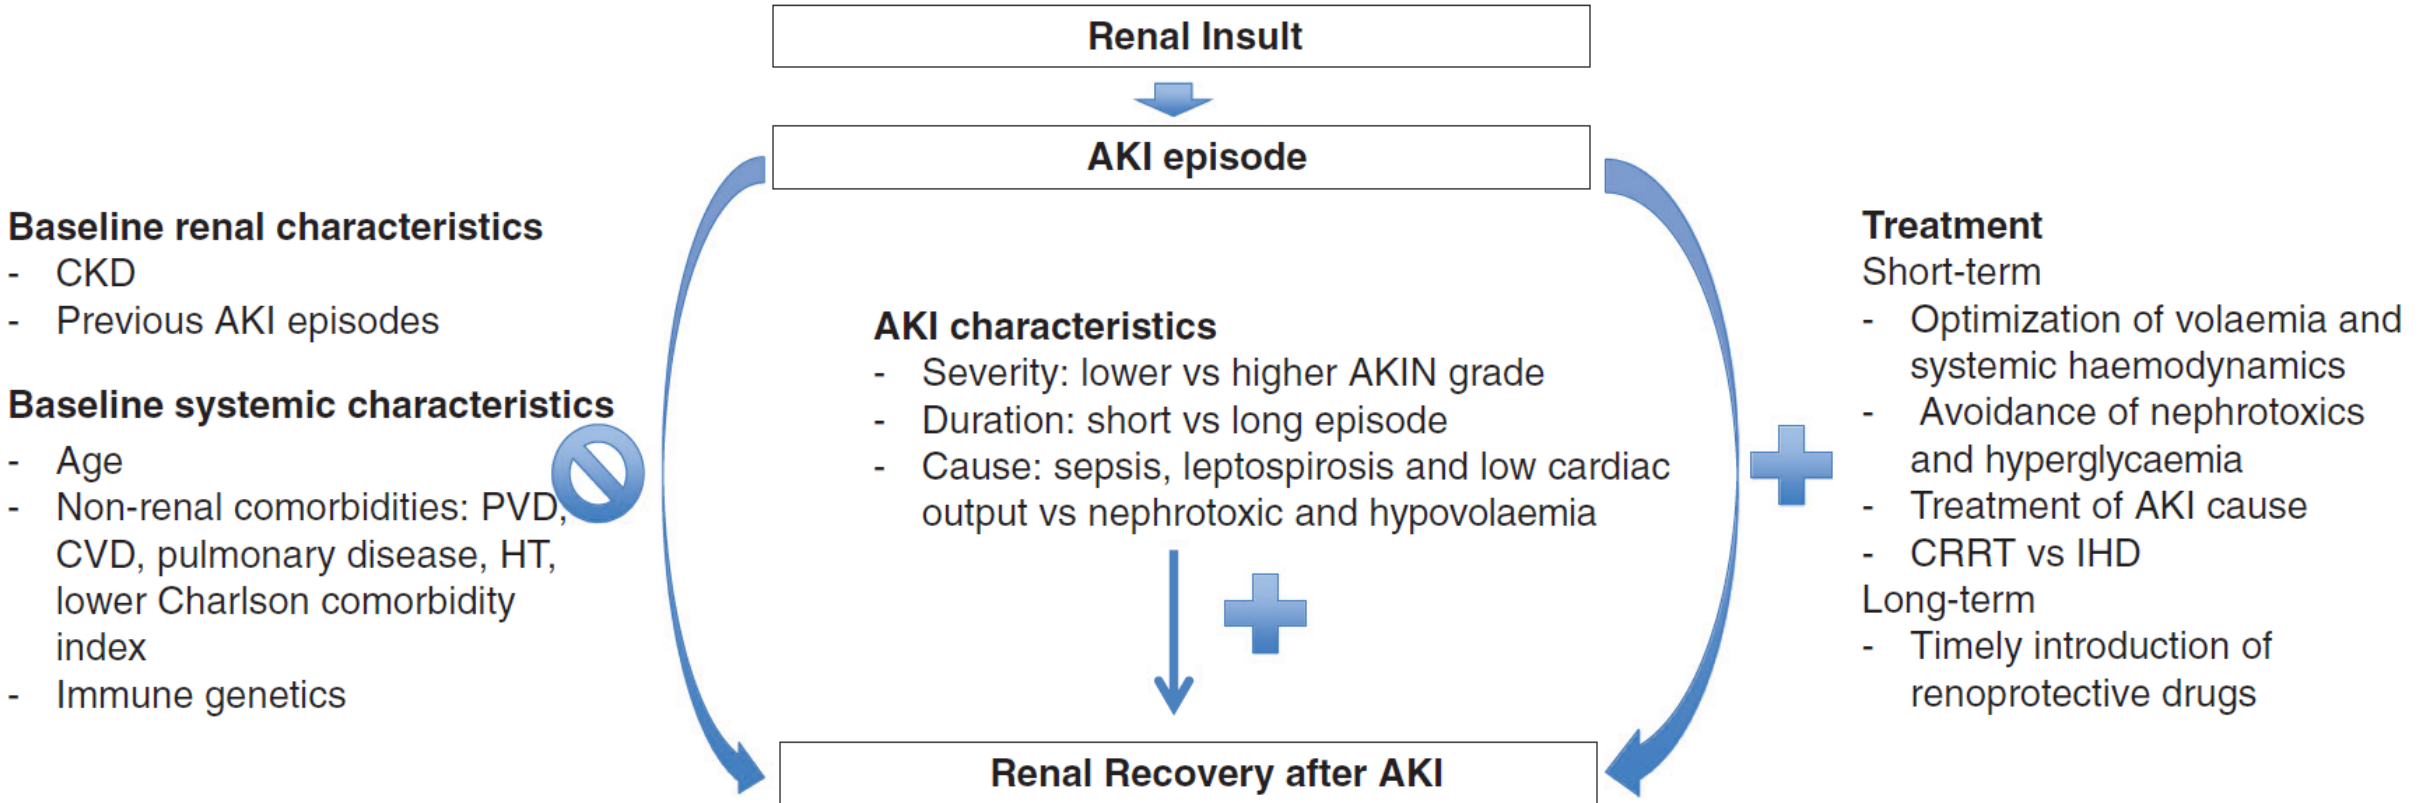 Renal Insult
AKI episode
Baseline renal characteristics
- CKD
- Previous AKI episodes
Baseline systemic characteristics
- Age
- Non-renal comorbidities: PVD,
CVD, pulmonary disease, HT,
lower Charlson comorbidity
index
- Immune genetics
AKI characteristics
- Severity: lower vs higher AKIN grade
- Duration: short vs long episode
- Cause: sepsis, leptospirosis and low cardiac
output vs nephrotoxic and hypovolaemia
Treatment
Short-term
- Optimization of volaemia and
systemic haemodynamics
- Avoidance of nephrotoxics
and hyperglycaemia
- Treatment of AKI cause
- CRRT vs IHD
Long-term
- Timely introduction of
renoprotective drugs
Renal Recovery after AKI